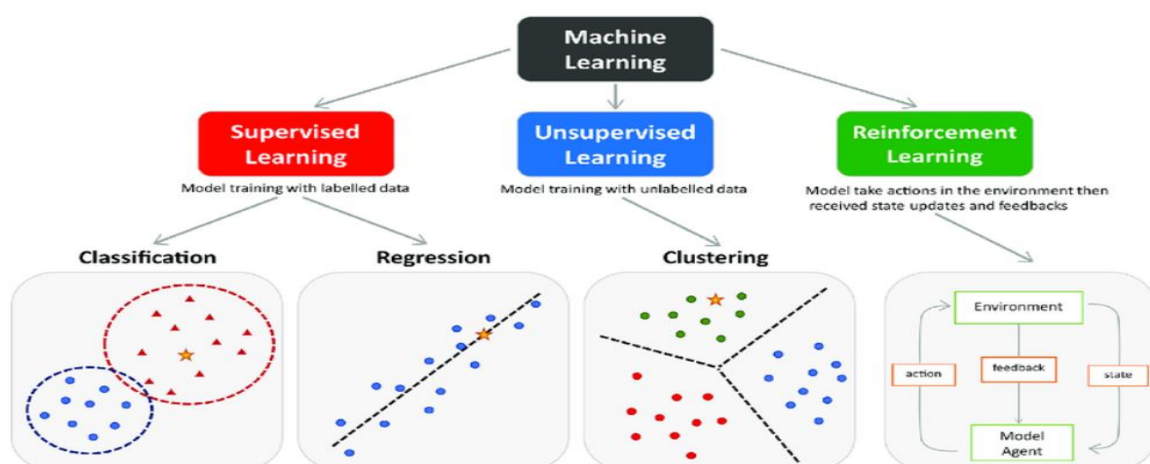 Machine
Learning
Supervised
Learning
Unsupervised
Learning
Reinforcement
Learning
Model training with labelled data
Model training with unlabelled data
Model take actions in the environment then
received state updates and feedbacks
Classification
Regression
Clustering
Environment
action
feedback
state
Model
Agent